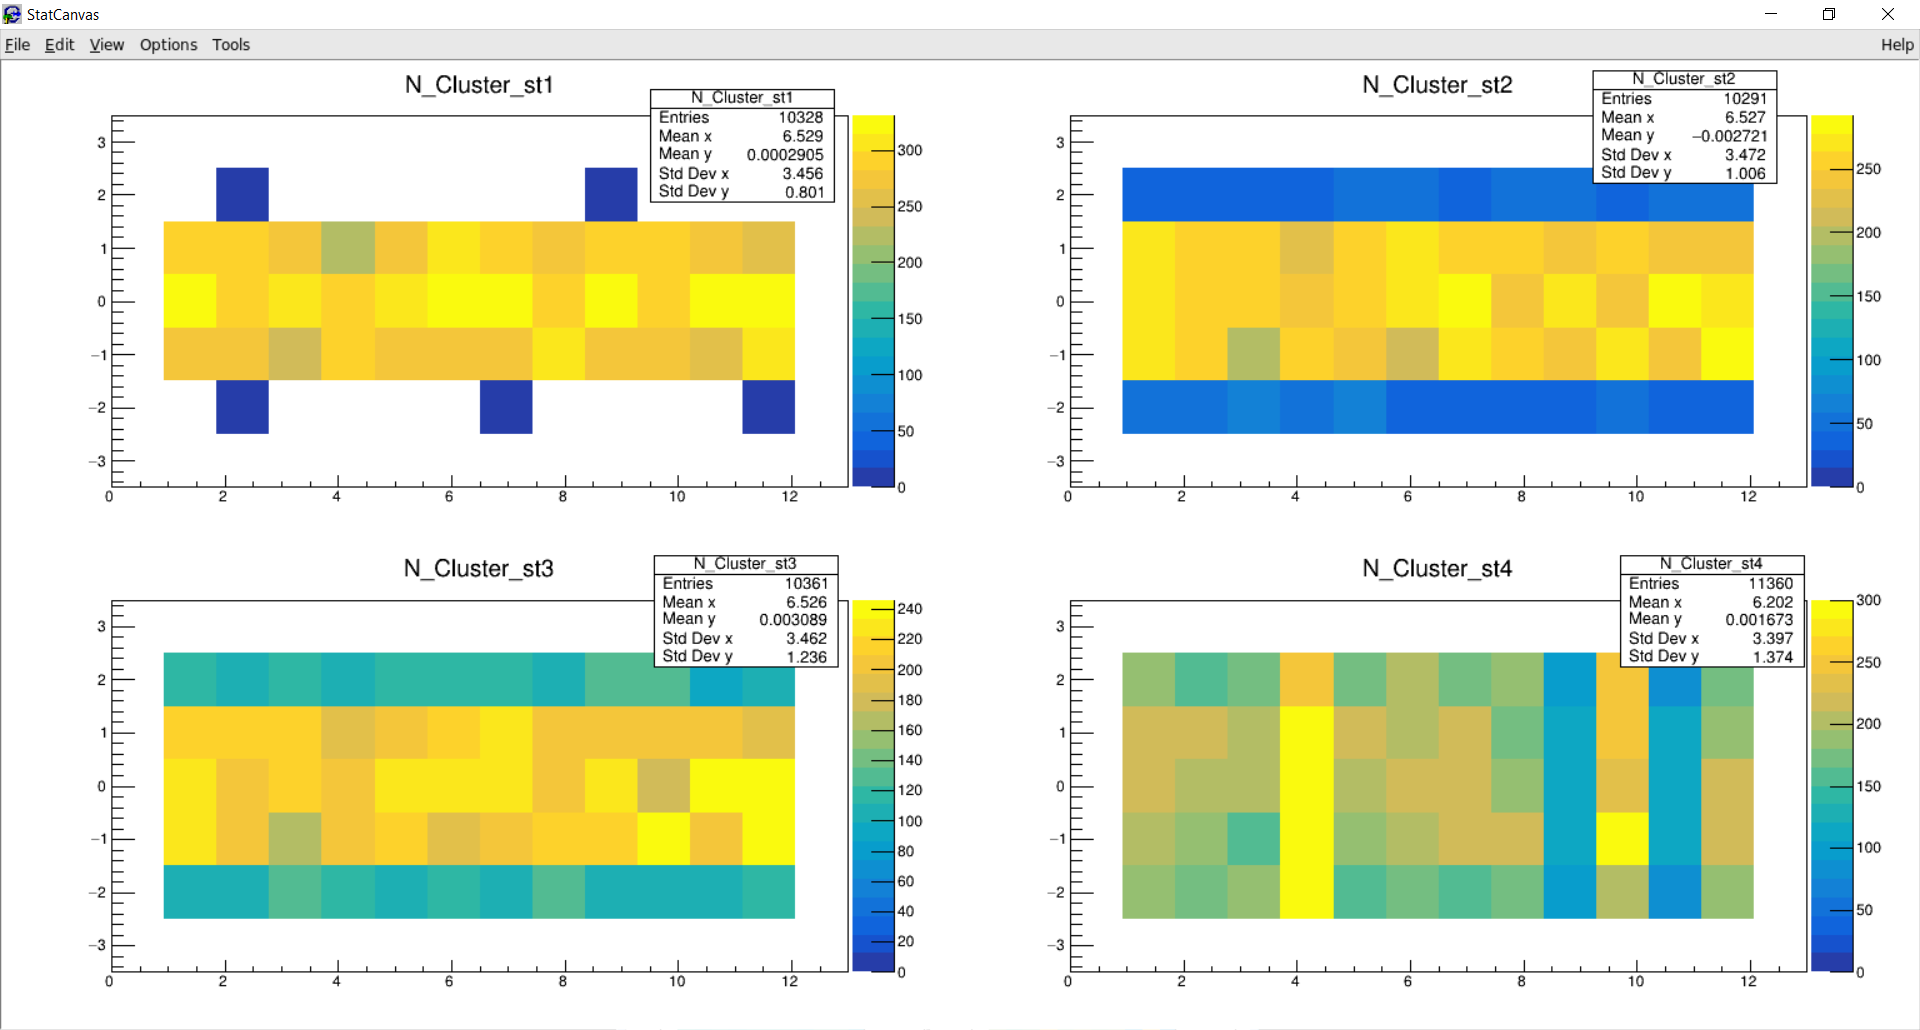 StatCanvas
File Edit View Options Tools Help
N_Cluster_st1
N_Cluster_st1
Entries 10328
Mean x 6.529
Mean y 0.0002905
Std Dev x 3.456
Std Dev y 0.801
3
2
1
0
−1
−2
−3
0 2 4 6 8 10 12
300
250
200
150
100
50
0
N_Cluster_st2
N_Cluster_st2
Entries 10291
Mean x 6.527
Mean y −0.002721
Std Dev x 3.472
Std Dev y 1.006
3
2
1
0
−1
−2
−3
0 2 4 6 8 10 12
250
200
150
100
50
0
N_Cluster_st3
N_Cluster_st3
Entries 10361
Mean x 6.526
Mean y 0.003089
Std Dev x 3.462
Std Dev y 1.236
3
2
1
0
−1
−2
−3
0 2 4 6 8 10 12
240
220
200
180
160
140
120
100
80
60
40
20
0
N_Cluster_st4
N_Cluster_st4
Entries 11360
Mean x 6.202
Mean y 0.001673
Std Dev x 3.397
Std Dev y 1.374
3
2
1
0
−1
−2
−3
0 2 4 6 8 10 12
300
250
200
150
100
50
0